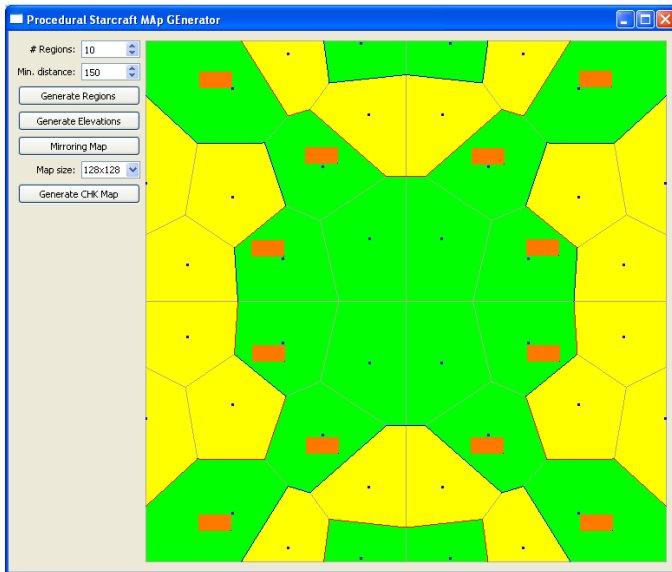 Procedural Starcraft MAp GEnerator
# Regions: 10
Min. distance: 150
Generate Regions
Generate Elevations
Mirroring Map
Map size: 128x128
Generate CHK Map